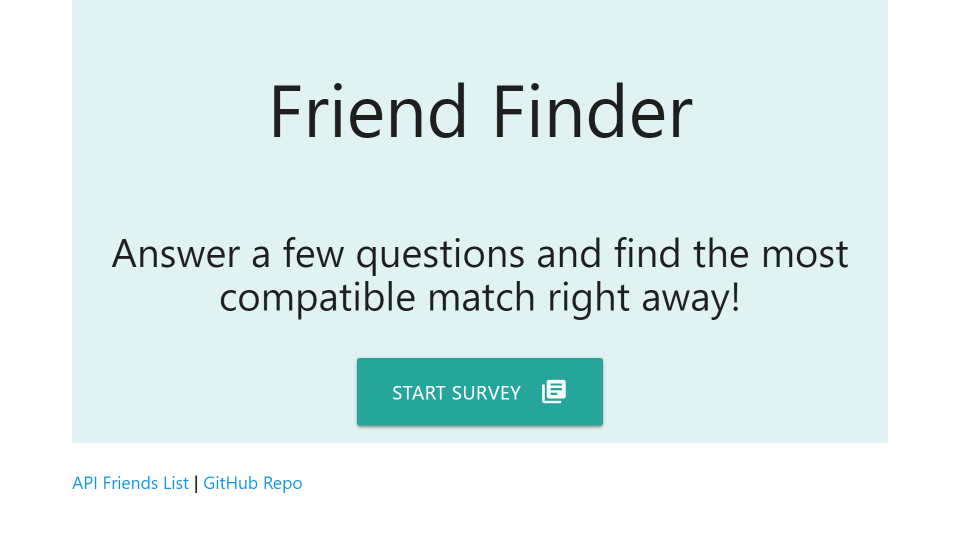 Friend Finder
Answer a few questions and find the most
compatible match right away!
START SURVEY
API Friends List | GitHub Repo